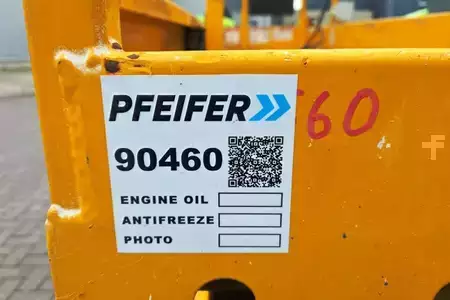 PFEIFER
90460
ENGINE OIL
ANTIFREEZE
PHOTO
60
f